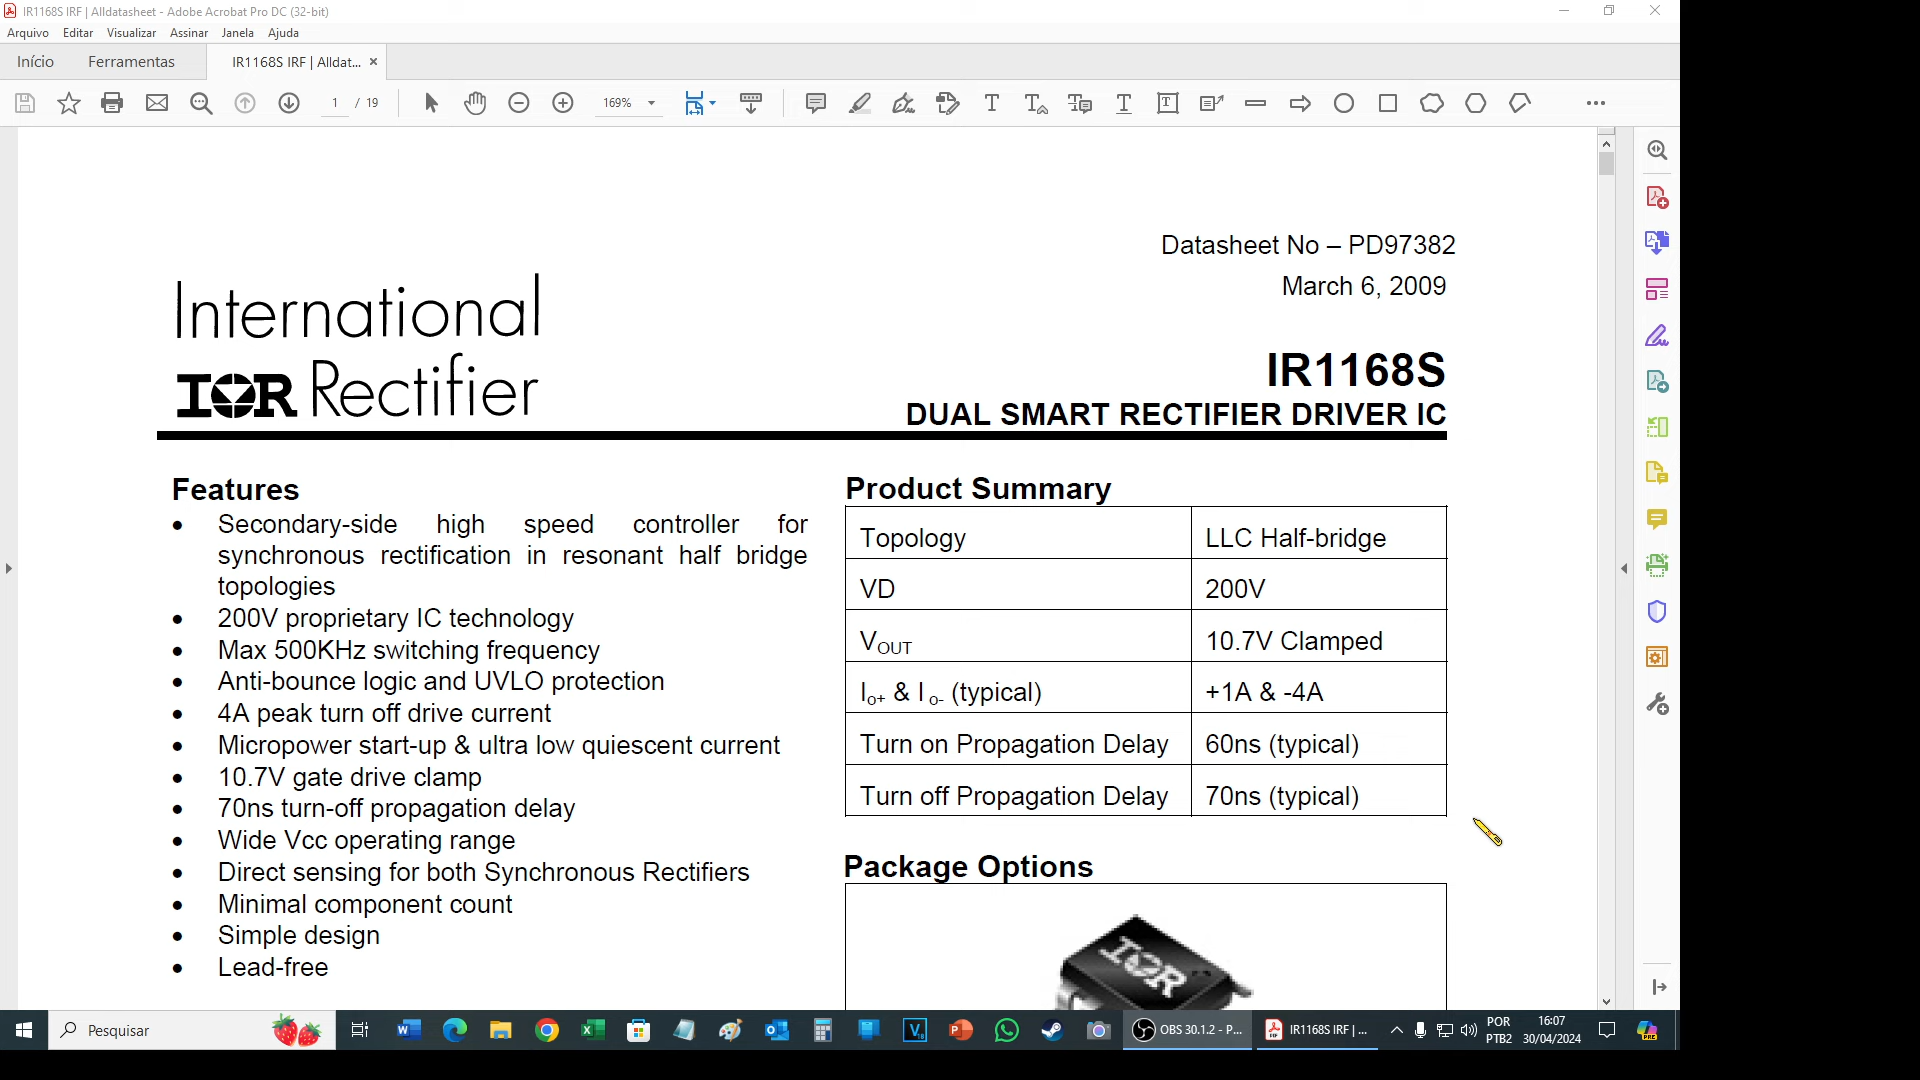 IR1168S IRF | Alldatasheet - Adobe Acrobat Pro DC (32-bit)
Arquivo Editar Visualizar Assinar Janela Ajuda
Início Ferramentas IR1168S IRF | Alldat... ×
1 / 19 169%
Datasheet No – PD97382
March 6, 2009
International
IOR Rectifier
IR1168S
DUAL SMART RECTIFIER DRIVER IC
Features
• Secondary-side high speed controller for
synchronous rectification in resonant half bridge
topologies
• 200V proprietary IC technology
• Max 500KHz switching frequency
• Anti-bounce logic and UVLO protection
• 4A peak turn off drive current
• Micropower start-up & ultra low quiescent current
• 10.7V gate drive clamp
• 70ns turn-off propagation delay
• Wide Vcc operating range
• Direct sensing for both Synchronous Rectifiers
• Minimal component count
• Simple design
• Lead-free
Product Summary
Topology LLC Half-bridge
VD 200V
VOUT 10.7V Clamped
Io+ & I o- (typical) +1A & -4A
Turn on Propagation Delay 60ns (typical)
Turn off Propagation Delay 70ns (typical)
Package Options
IOR
Pesquisar
OBS 30.1.2 - P...
IR1168S IRF | ...
POR
PTB2
16:07
30/04/2024